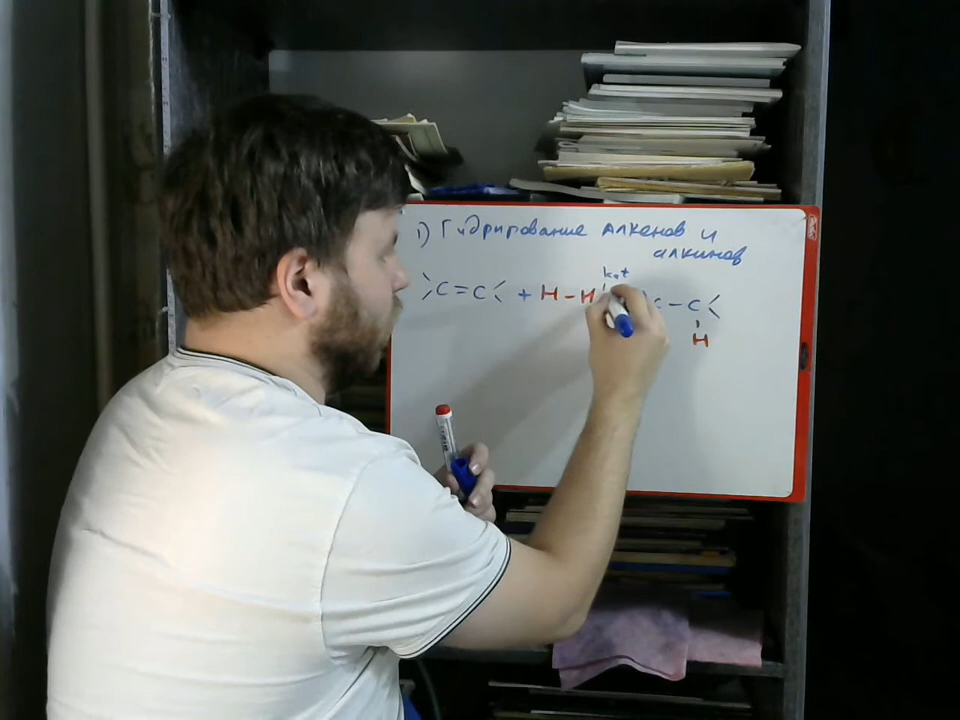 1) Гидрирование алкенов и
алкинов
kat
C=C + H-H C-C
H